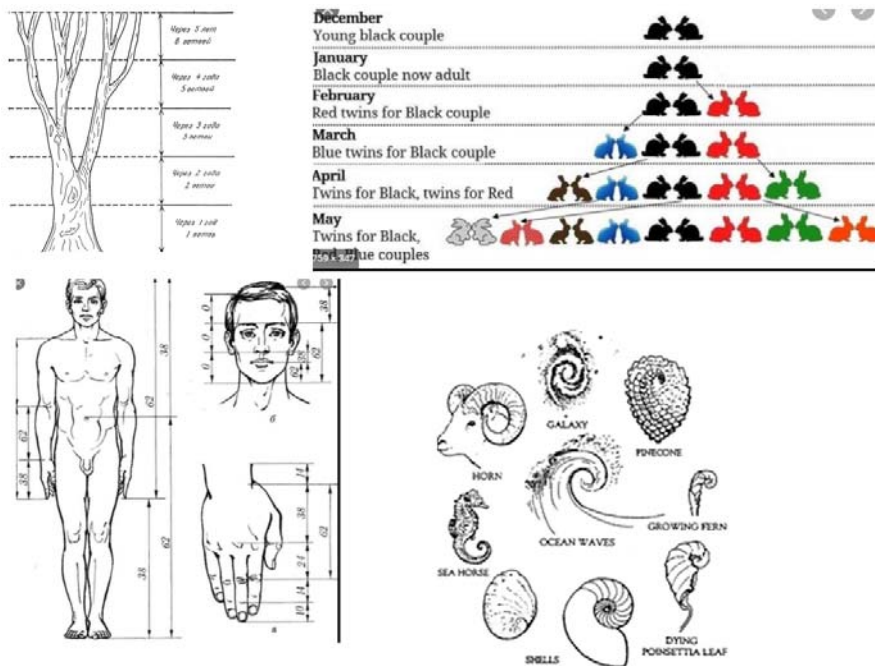 Через 5 лет
8 ветвей
Через 4 года
5 ветвей
Через 3 года
3 ветви
Через 2 года
2 ветви
Через 1 год
1 ветвь
December
Young black couple
January
Black couple now adult
February
Red twins for Black couple
March
Blue twins for Black couple
April
Twins for Black, twins for Red
May
Twins for Black,
Blue couples
38
62
62
38
62
38
0
0
0
38
38
62
62
б
14
38
62
24
14
10
в
GALAXY
PINECONE
HORN
GROWING FERN
OCEAN WAVES
SEA HORSE
DYING
POINSETTIA LEAF
SHELLS